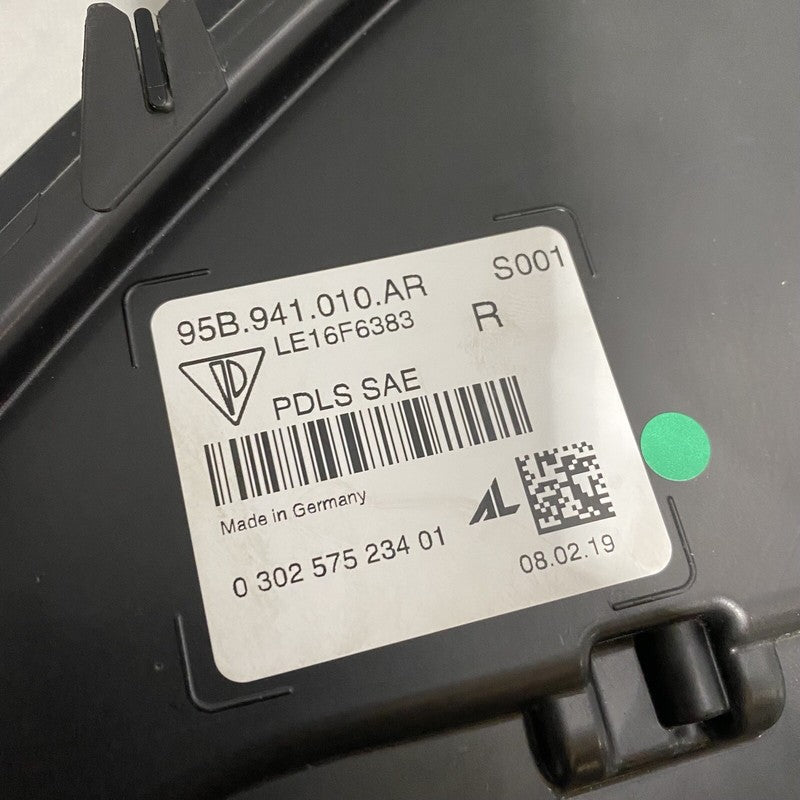 95B.941.010.AR S001
LE16F6383 R
PDLS SAE
Made in Germany AL
0 302 575 234 01 08.02.19